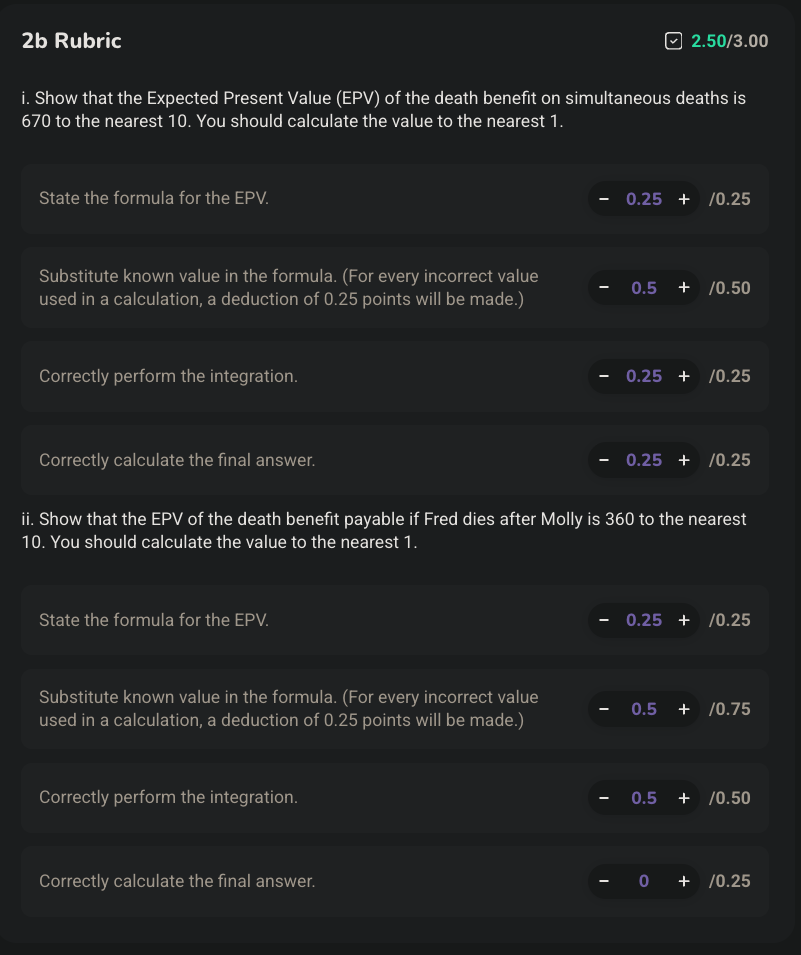 2b Rubric 2.50/3.00
i. Show that the Expected Present Value (EPV) of the death benefit on simultaneous deaths is
670 to the nearest 10. You should calculate the value to the nearest 1.
State the formula for the EPV. − 0.25 + /0.25
Substitute known value in the formula. (For every incorrect value
used in a calculation, a deduction of 0.25 points will be made.) − 0.5 + /0.50
Correctly perform the integration. − 0.25 + /0.25
Correctly calculate the final answer. − 0.25 + /0.25
ii. Show that the EPV of the death benefit payable if Fred dies after Molly is 360 to the nearest
10. You should calculate the value to the nearest 1.
State the formula for the EPV. − 0.25 + /0.25
Substitute known value in the formula. (For every incorrect value
used in a calculation, a deduction of 0.25 points will be made.) − 0.5 + /0.75
Correctly perform the integration. − 0.5 + /0.50
Correctly calculate the final answer. − 0 + /0.25